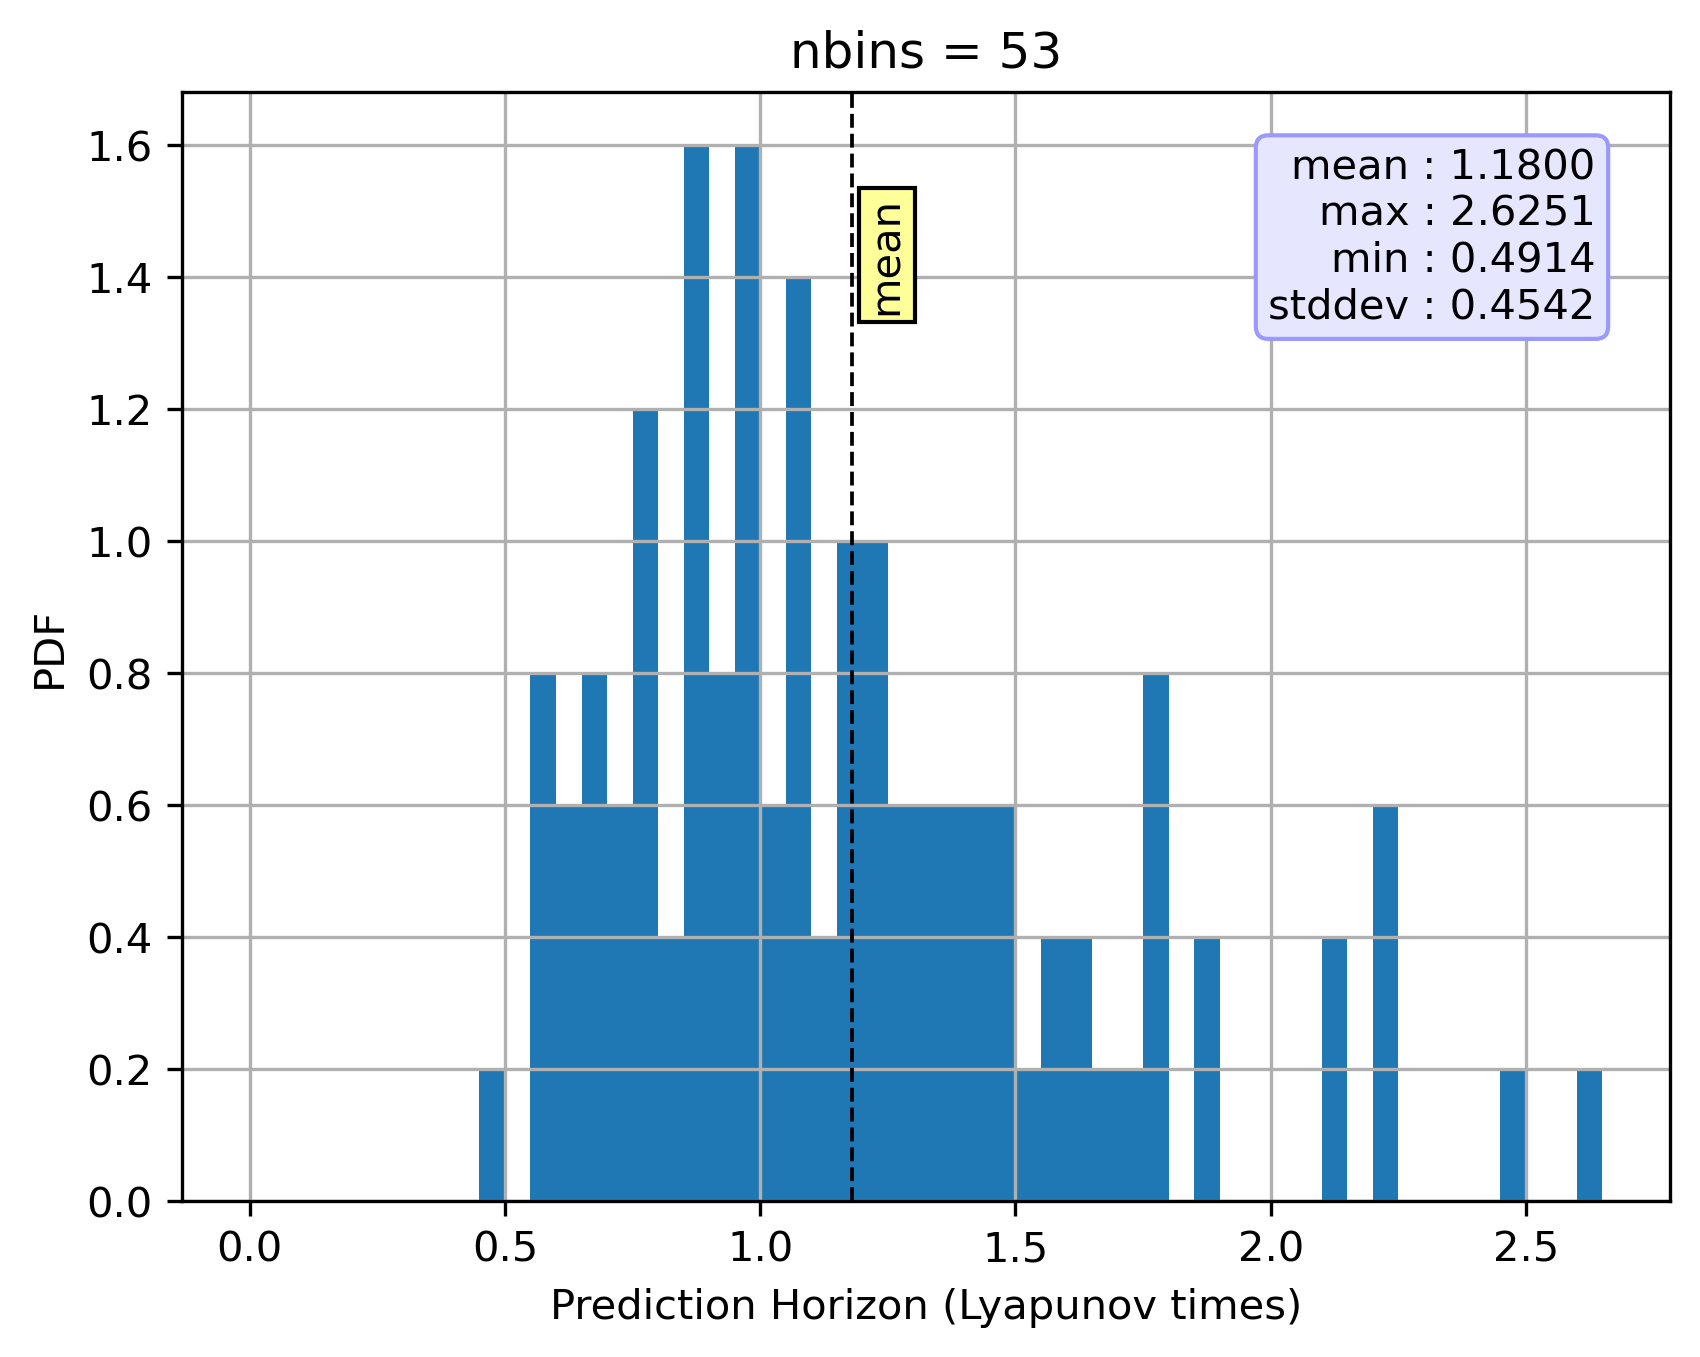 nbins = 53
mean : 1.1800
max : 2.6251
min : 0.4914
stddev : 0.4542
mean
PDF
1.6
1.4
1.2
1.0
0.8
0.6
0.4
0.2
0.0
0.0 0.5 1.0 1.5 2.0 2.5
Prediction Horizon (Lyapunov times)